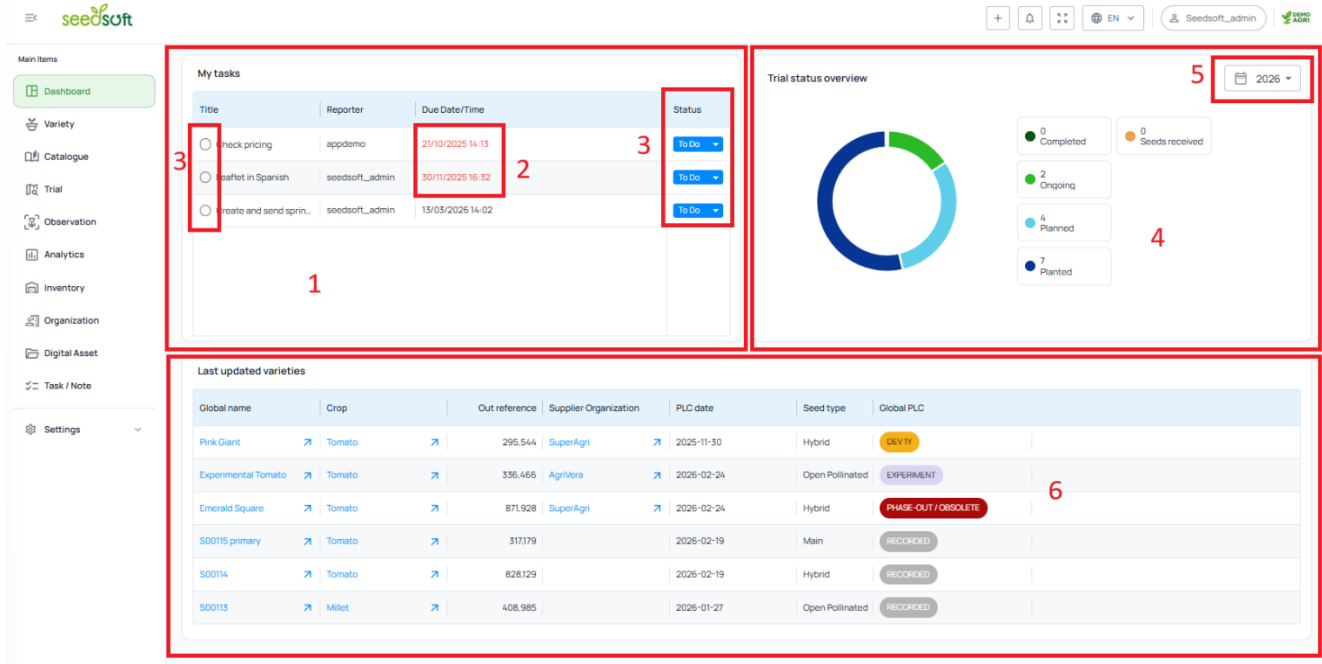 seedsoft
EN
Seedsoft_admin
DEMO
AGRI
Main Items
Dashboard
Variety
Catalogue
Trial
Observation
Analytics
Inventory
Organization
Digital Asset
Task / Note
Settings
My tasks
Title Reporter Due Date/Time Status
Check pricing appdemo 21/10/2025 14:13 To Do
Leaflet in Spanish seedsoft_admin 30/11/2025 16:32 To Do
Create and send sprin... seedsoft_admin 13/03/2026 14:02 To Do
3
2
3
1
Trial status overview
5
2026
0
Completed
0
Seeds received
2
Ongoing
4
Planned
7
Planted
4
Last updated varieties
Global name Crop Out reference Supplier Organization PLC date Seed type Global PLC
Pink Giant Tomato 295,544 SuperAgri 2025-11-30 Hybrid DEV 1Y
Experimental Tomato Tomato 336,466 AgriVera 2026-02-24 Open Pollinated EXPERIMENT
Emerald Square Tomato 871,928 SuperAgri 2026-02-24 Hybrid PHASE-OUT / OBSOLETE
S00115 primary Tomato 317,179 2026-02-19 Main RECORDED
S00114 Tomato 828,129 2026-02-19 Hybrid RECORDED
S00113 Millet 408,985 2026-01-27 Open Pollinated RECORDED
6